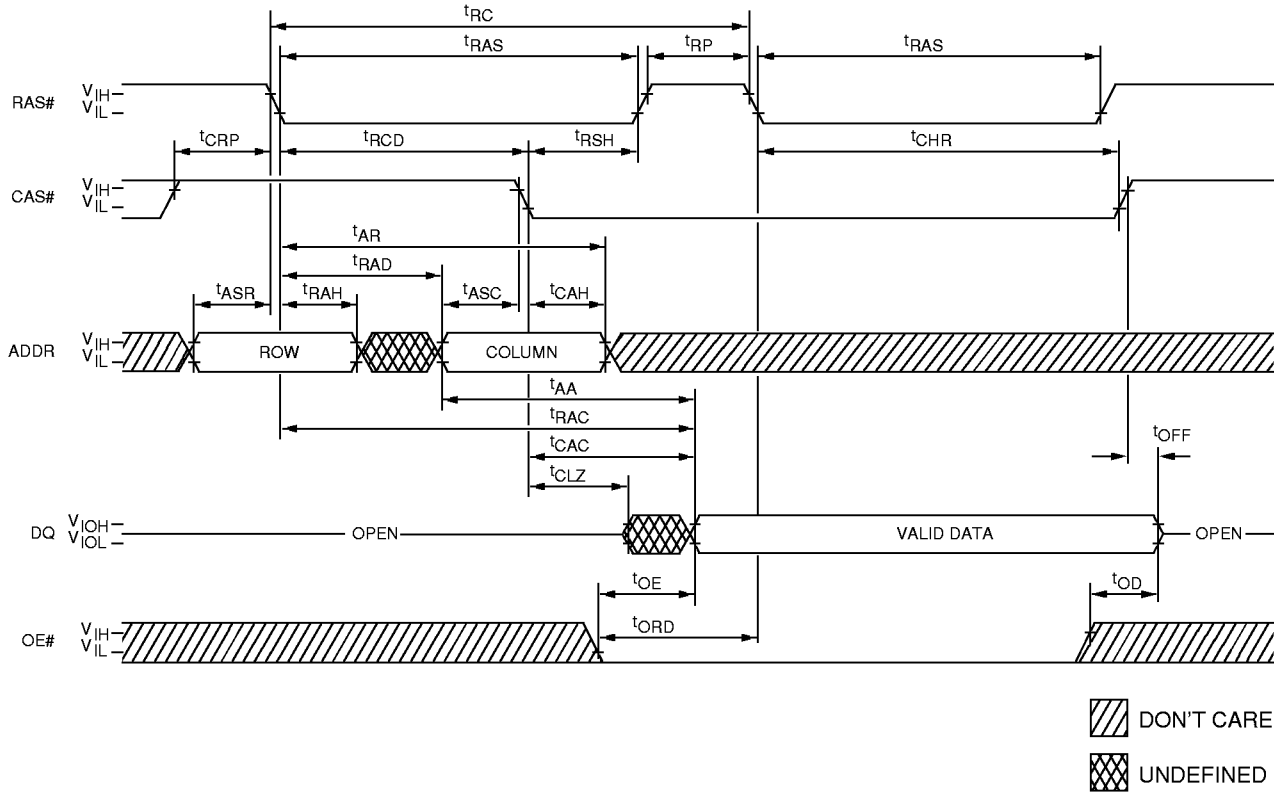 tRC
tRAS tRP tRAS
RAS# VIH
VIL
tCRP tRCD tRSH tCHR
CAS# VIH
VIL
tAR
tRAD
tASR tRAH tASC tCAH
ADDR VIH
VIL
ROW COLUMN
tAA
tRAC
tCAC tOFF
tCLZ
DQ VIOH
VIOL
OPEN VALID DATA OPEN
tOE tOD
tORD
OE# VIH
VIL
DON'T CARE
UNDEFINED